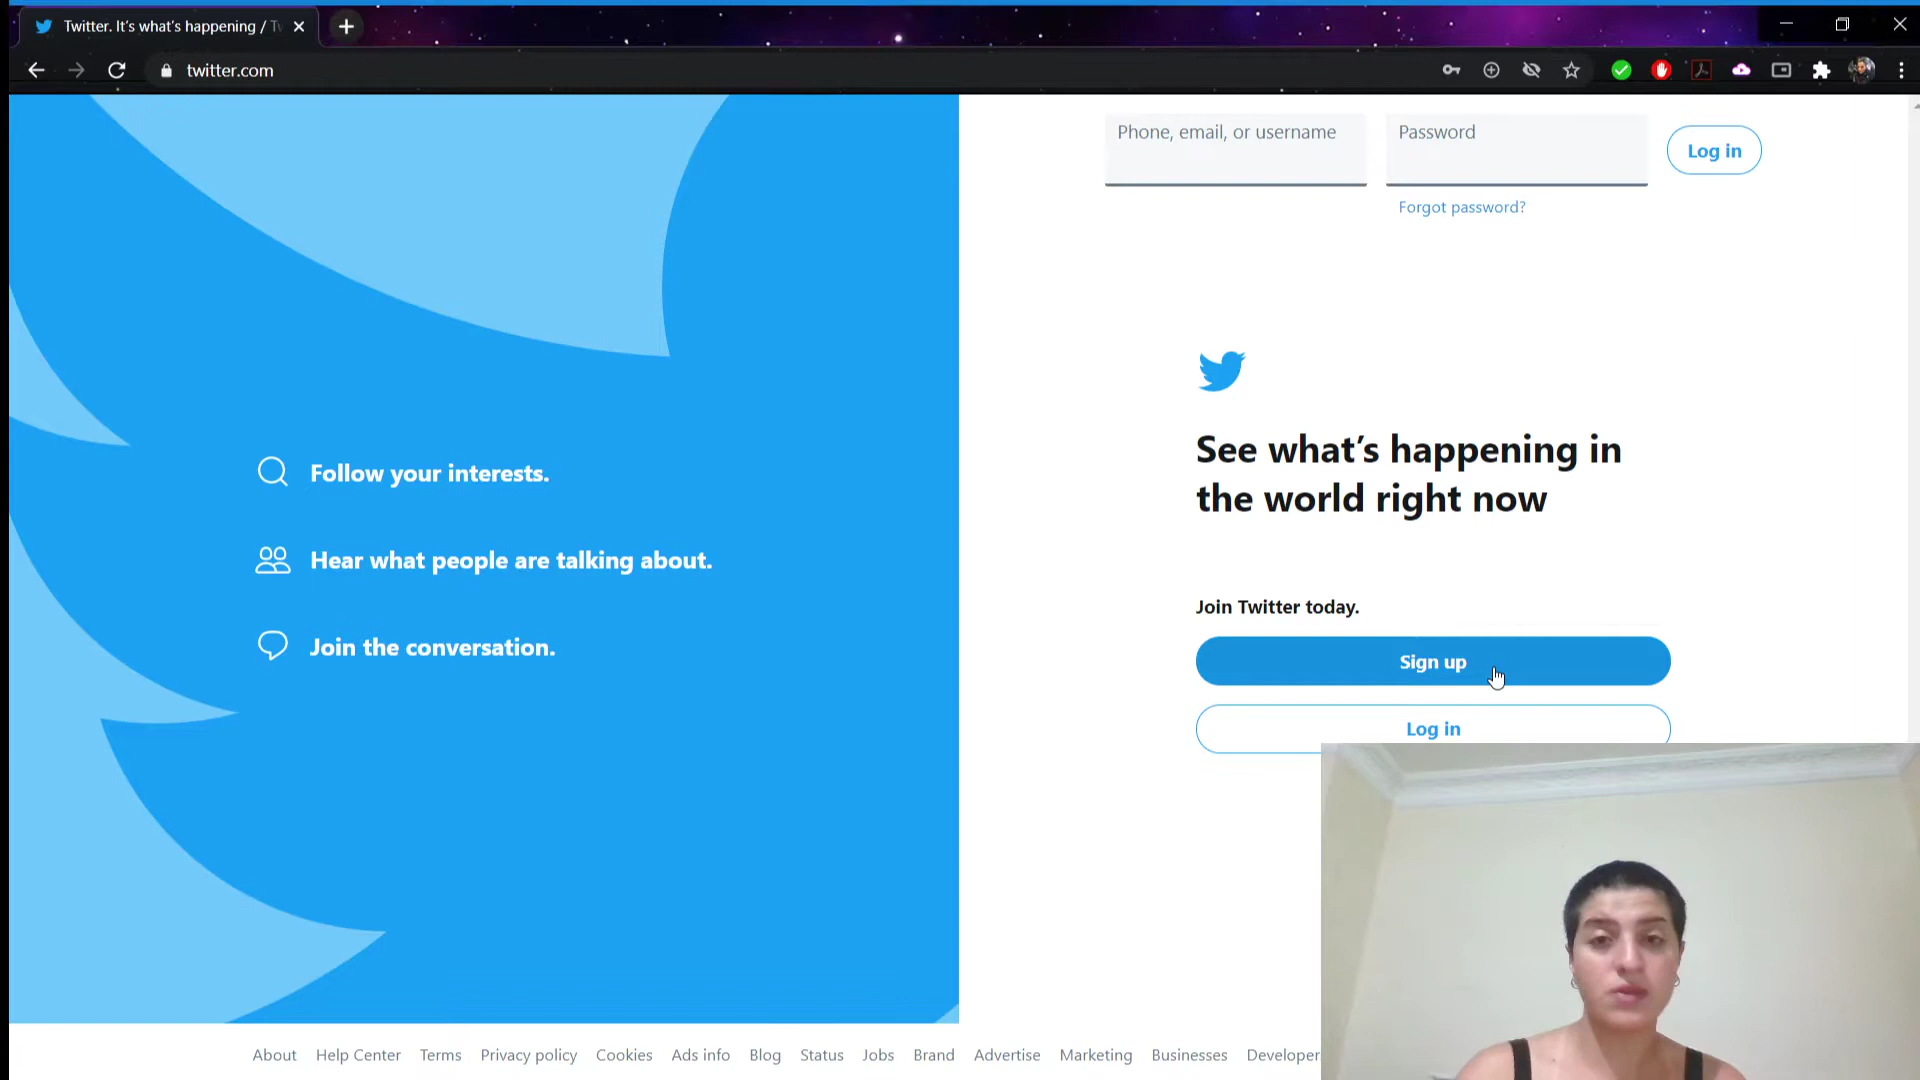 Twitter. It's what's happening / Tw
twitter.com
Phone, email, or username
Password
Log in
Forgot password?
See what's happening in
the world right now
Follow your interests.
Hear what people are talking about.
Join the conversation.
Join Twitter today.
Sign up
Log in
About Help Center Terms Privacy policy Cookies Ads info Blog Status Jobs Brand Advertise Marketing Businesses Developer